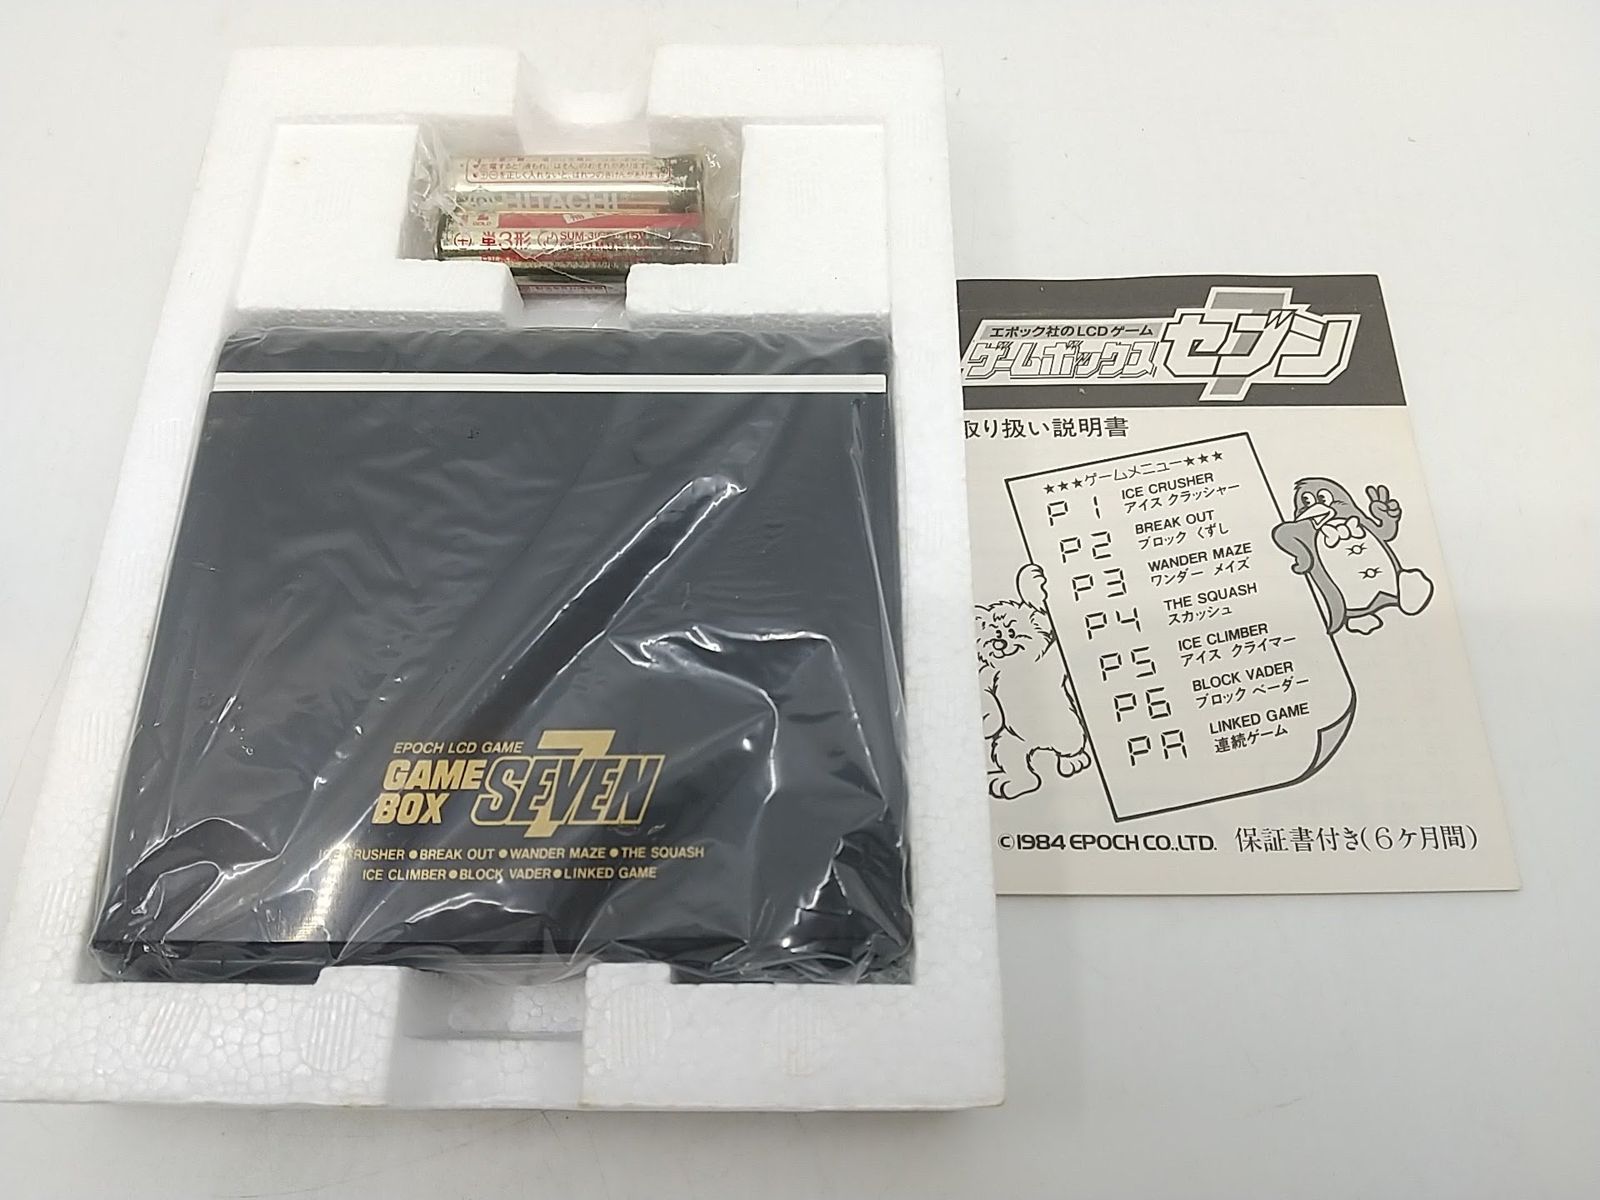 HITACHI
単3形
SUM-3
EPOCH LCD GAME
GAME BOX
7
SEVEN
ICE CRUSHER ● BREAK OUT ● WANDER MAZE ● THE SQUASH
ICE CLIMBER ● BLOCK VADER ● LINKED GAME
エポック社のLCDゲーム
ゲームボックス
セブン
7
取り扱い説明書
★★★ゲームメニュー★★★
P1 ICE CRUSHER
アイス クラッシャー
P2 BREAK OUT
ブロック くずし
P3 WANDER MAZE
ワンダー メイズ
P4 THE SQUASH
スカッシュ
P5 ICE CLIMBER
アイス クライマー
P6 BLOCK VADER
ブロック ベーダー
PA LINKED GAME
連続ゲーム
©1984 EPOCH CO.,LTD. 保証書付き(6ヶ月間)